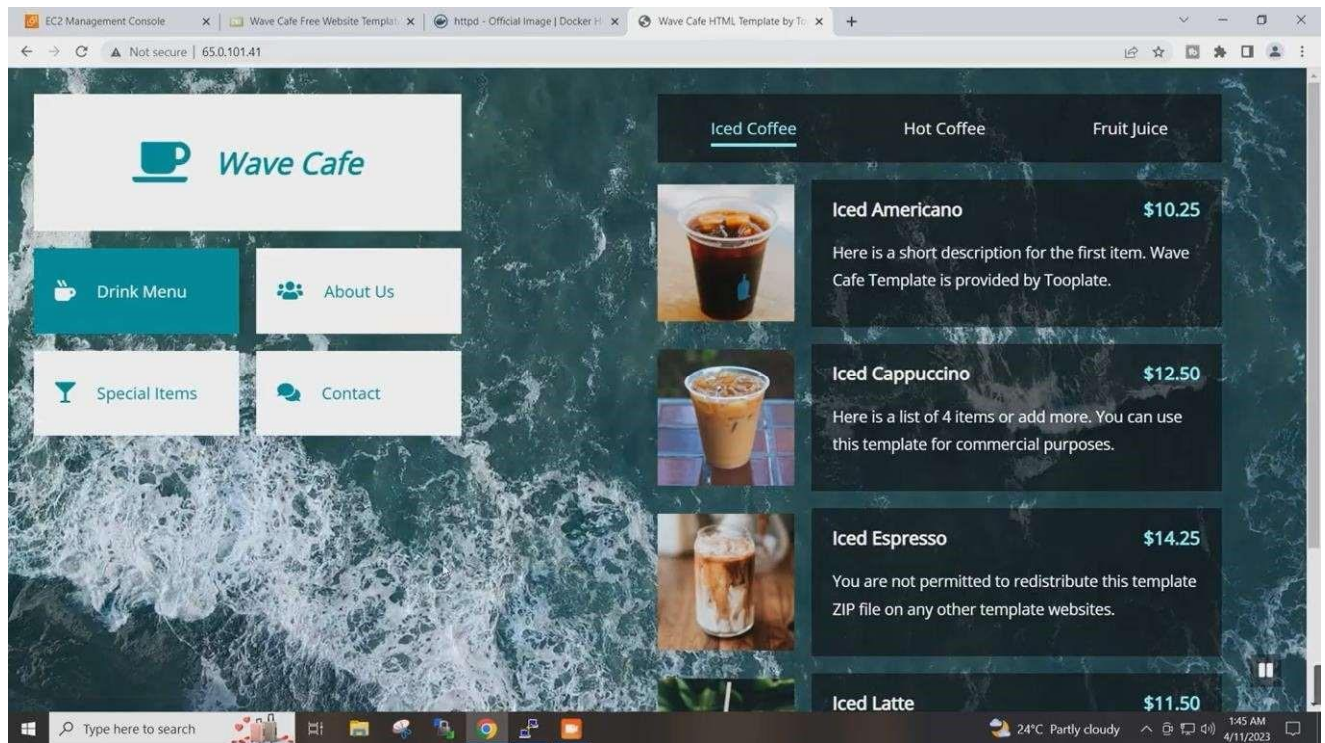 EC2 Management Console
Wave Cafe Free Website Templat
httpd - Official Image | Docker H
Wave Cafe HTML Template by To
Not secure | 65.0.101.41
Wave Cafe
Drink Menu
About Us
Special Items
Contact
Iced Coffee
Hot Coffee
Fruit Juice
Iced Americano
$10.25
Here is a short description for the first item. Wave
Cafe Template is provided by Tooplate.
Iced Cappuccino
$12.50
Here is a list of 4 items or add more. You can use
this template for commercial purposes.
Iced Espresso
$14.25
You are not permitted to redistribute this template
ZIP file on any other template websites.
Iced Latte
$11.50
Type here to search
24°C Partly cloudy
1:45 AM
4/11/2023